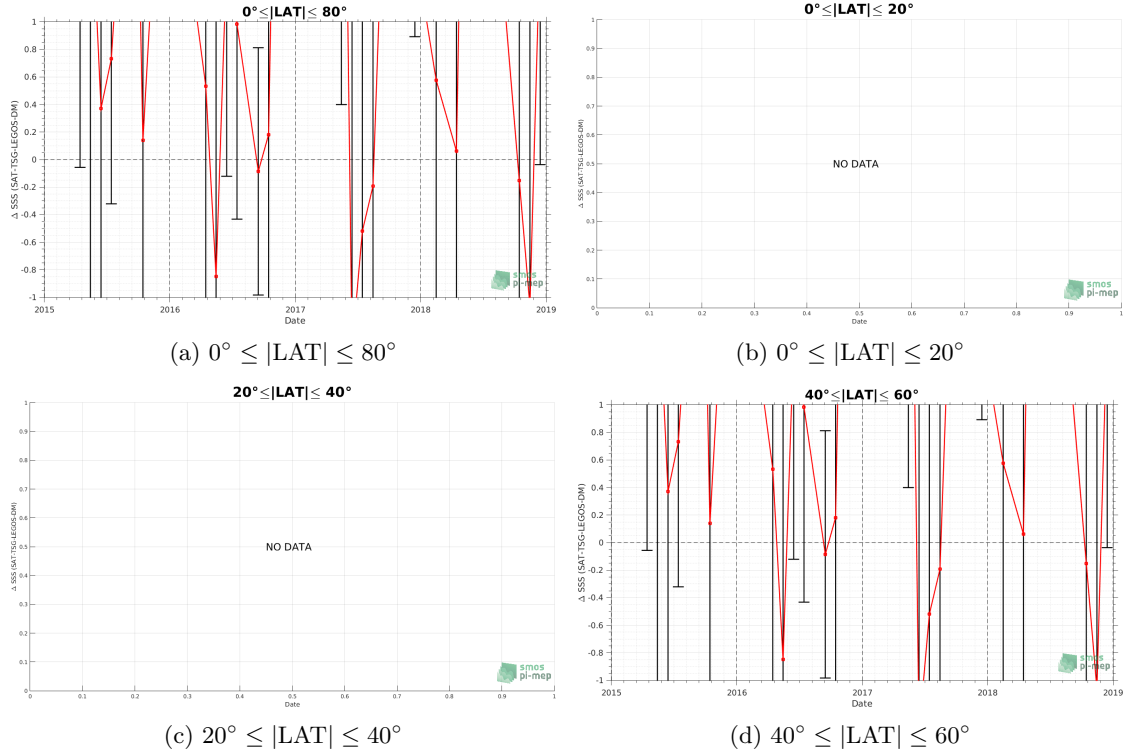 0°≤|LAT|≤ 80°
1
0.8
0.6
0.4
0.2
0
-0.2
-0.4
-0.6
-0.8
-1
Δ SSS (SAT-TSG-LEGOS-DM)
2015
2016
2017
2018
2019
Date
smos
pi-mep
(a) 0° ≤ |LAT| ≤ 80°
0°≤|LAT|≤ 20°
1
0.9
0.8
0.7
0.6
0.5
0.4
0.3
0.2
0.1
0
Δ SSS (SAT-TSG-LEGOS-DM)
NO DATA
0
0.1
0.2
0.3
0.4
0.5
0.6
0.7
0.8
0.9
1
Date
smos
pi-mep
(b) 0° ≤ |LAT| ≤ 20°
20°≤|LAT|≤ 40°
1
0.9
0.8
0.7
0.6
0.5
0.4
0.3
0.2
0.1
0
Δ SSS (SAT-TSG-LEGOS-DM)
NO DATA
0
0.1
0.2
0.3
0.4
0.5
0.6
0.7
0.8
0.9
1
Date
smos
pi-mep
(c) 20° ≤ |LAT| ≤ 40°
40°≤|LAT|≤ 60°
1
0.8
0.6
0.4
0.2
0
-0.2
-0.4
-0.6
-0.8
-1
Δ SSS (SAT-TSG-LEGOS-DM)
2015
2016
2017
2018
2019
Date
smos
pi-mep
(d) 40° ≤ |LAT| ≤ 60°